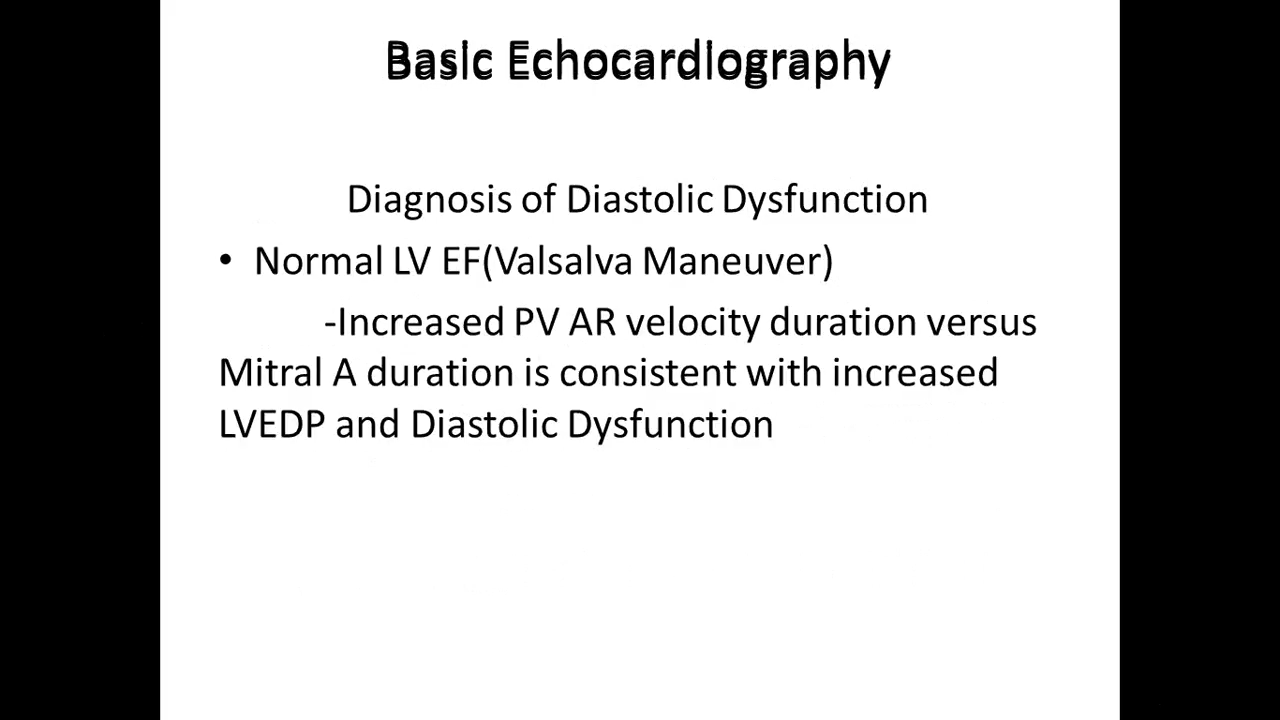 Basic Echocardiography
Diagnosis of Diastolic Dysfunction
• Normal LV EF(Valsalva Maneuver)
-Increased PV AR velocity duration versus
Mitral A duration is consistent with increased
LVEDP and Diastolic Dysfunction